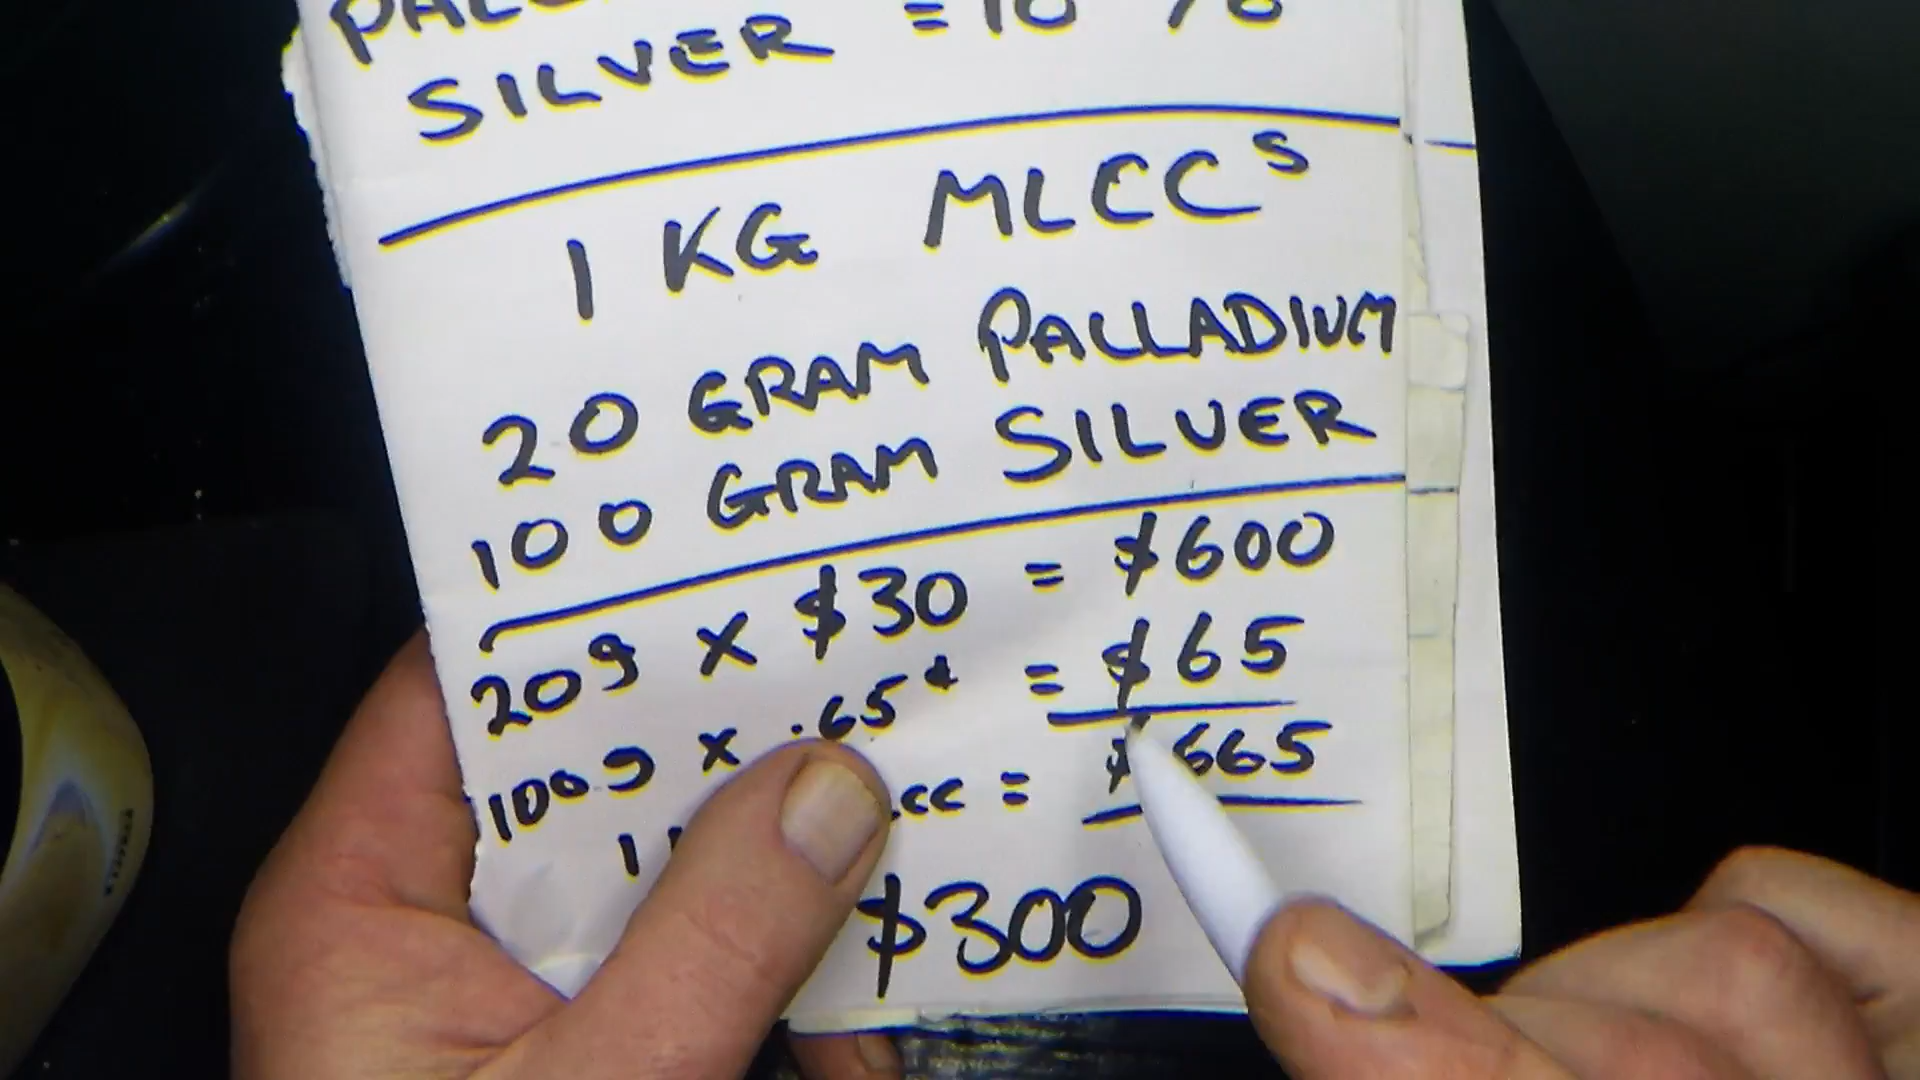 SILVER = 10 %
1 KG MLCCS
20 GRAM PALLADIUM
100 GRAM SILVER
20g x $30 = $600
100g x .65¢ = $65
1 = $665
$300